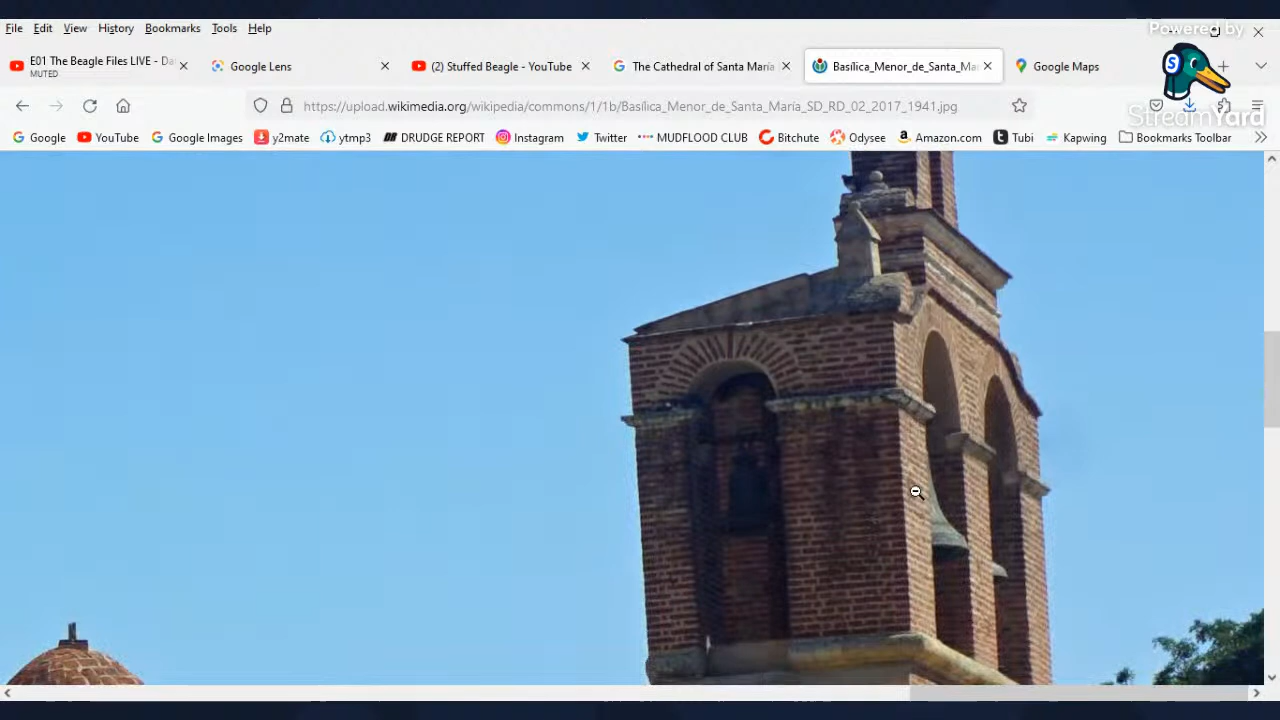 File Edit View History Bookmarks Tools Help
Powered by
E01 The Beagle Files LIVE - Da
MUTED
Google Lens
(2) Stuffed Beagle - YouTube
The Cathedral of Santa María
Basilica_Menor_de_Santa_Mar
Google Maps
S
https://upload.wikimedia.org/wikipedia/commons/1/1b/Basilica_Menor_de_Santa_María_SD_RD_02_2017_1941.jpg
StreamYard
Google YouTube Google Images y2mate ytmp3 DRUDGE REPORT Instagram Twitter MUDFLOOD CLUB Bitchute Odysee Amazon.com Tubi Kapwing Bookmarks Toolbar